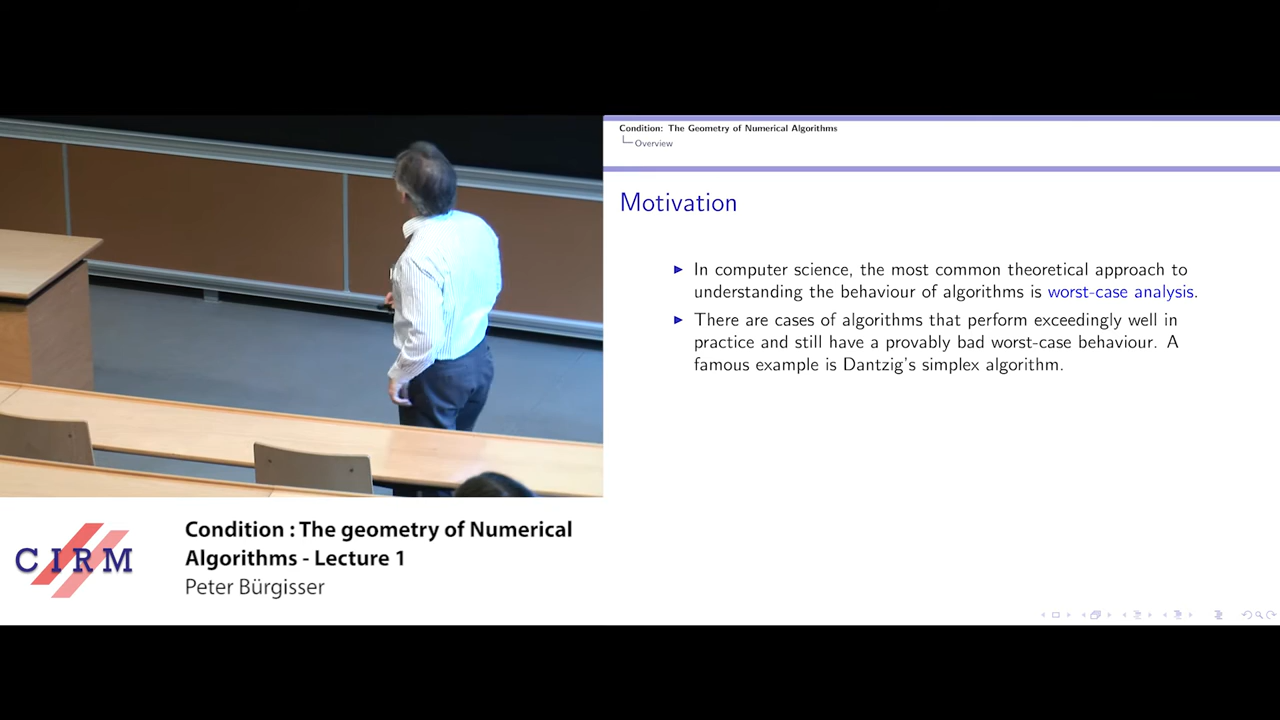 Condition: The Geometry of Numerical Algorithms
Overview
Motivation
In computer science, the most common theoretical approach to
understanding the behaviour of algorithms is worst-case analysis.
There are cases of algorithms that perform exceedingly well in
practice and still have a provably bad worst-case behaviour. A
famous example is Dantzig's simplex algorithm.
CIRM
Condition : The geometry of Numerical
Algorithms - Lecture 1
Peter Bürgisser